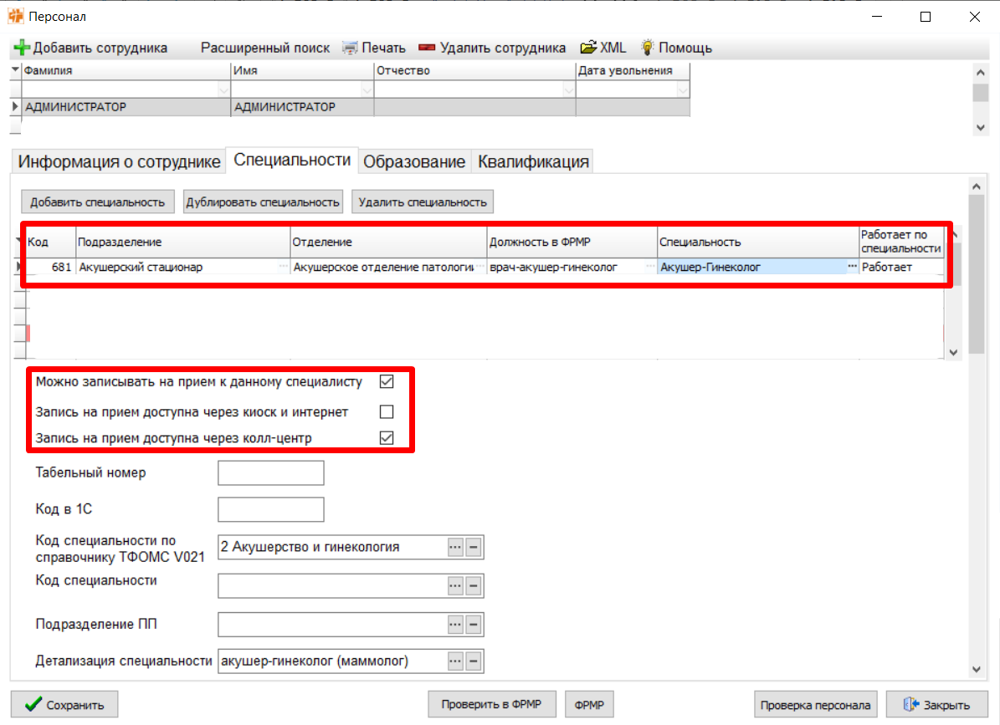 Персонал
Добавить сотрудника Расширенный поиск Печать Удалить сотрудника XML Помощь
Фамилия Имя Отчество Дата увольнения
АДМИНИСТРАТОР АДМИНИСТРАТОР
Информация о сотруднике Специальности Образование Квалификация
Добавить специальность Дублировать специальность Удалить специальность
Код Подразделение Отделение Должность в ФРМР Специальность Работает по
специальности
681 Акушерский стационар ... Акушерское отделение патологии ... врач-акушер-гинеколог ... Акушер-Гинеколог ... Работает
Можно записывать на прием к данному специалисту
Запись на прием доступна через киоск и интернет
Запись на прием доступна через колл-центр
Табельный номер
Код в 1С
Код специальности по
справочнику ТФОМС V021
2 Акушерство и гинекология ... −
Код специальности ... −
Подразделение ПП ... −
Детализация специальности акушер-гинеколог (маммолог) ... −
Сохранить Проверить в ФРМР ФРМР Проверка персонала Закрыть